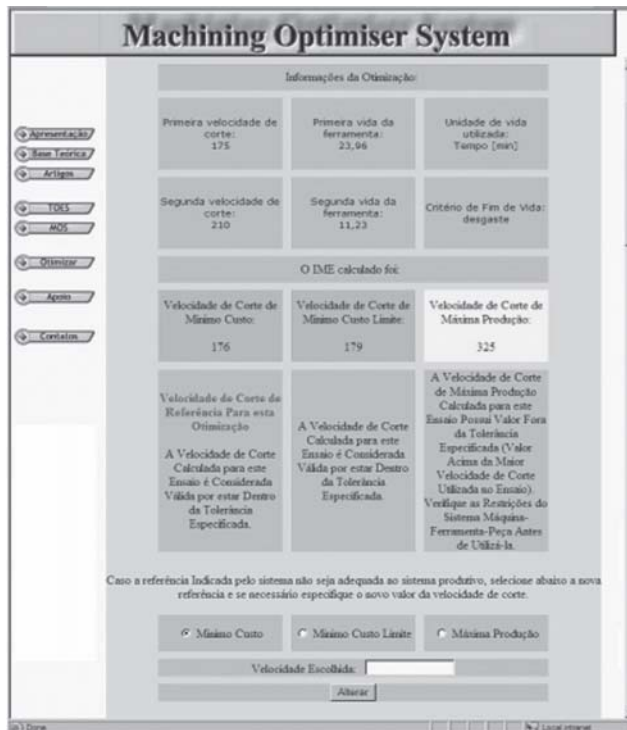 Machining Optimiser System
Informações da Otimização:
Primeira velocidade de
corte:
175
Primeira vida da
ferramenta:
23,96
Unidade de vida
utilizada:
Tempo [min]
Apresentação
Base Teórica
Artigos
TOES
MOS
Otimizar
Apoio
Contatos
Segunda velocidade de
corte:
210
Segunda vida da
ferramenta:
11,23
Critério de Fim de Vida:
desgaste
O IME calculado foi:
Velocidade de Corte de
Mínimo Custo:
176
Velocidade de Corte de
Mínimo Custo Limite:
179
Velocidade de Corte de
Máxima Produção:
325
Velocidade de Corte de
Referência Para esta
Otimização
A Velocidade de Corte
Calculada para este
Ensaio é Considerada
Válida por estar Dentro
da Tolerância
Especificada.
A Velocidade de Corte
Calculada para este
Ensaio é Considerada
Válida por estar Dentro
da Tolerância
Especificada.
A Velocidade de Corte
de Máxima Produção
Calculada para este
Ensaio Possui Valor Fora
da Tolerância
Especificada (Valor
Acima da Maior
Velocidade de Corte
Utilizada no Ensaio).
Verifique as Restrições do
Sistema Máquina-
Ferramenta-Peça Antes
de Utilizá-la.
Caso a referência Indicada pelo sistema não seja adequada ao sistema produtivo, selecione abaixo a nova
referência e se necessário especifique o novo valor da velocidade de corte.
Mínimo Custo
Mínimo Custo Limite
Máxima Produção
Velocidade Escolhida:
Alterar
Done
Local intranet